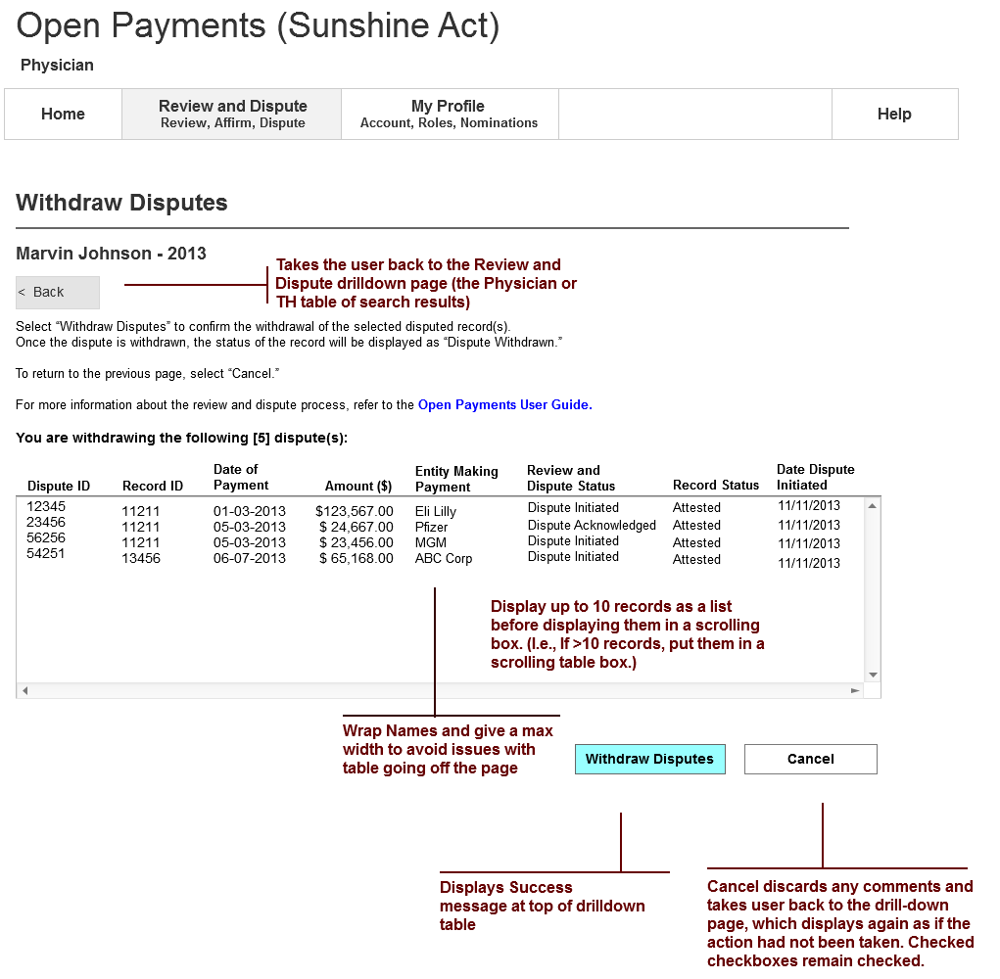 Open Payments (Sunshine Act)
Physician
Home
Review and Dispute
Review, Affirm, Dispute
My Profile
Account, Roles, Nominations
Help
Withdraw Disputes
Marvin Johnson - 2013
< Back
Takes the user back to the Review and
Dispute drilldown page (the Physician or
TH table of search results)
Select “Withdraw Disputes” to confirm the withdrawal of the selected disputed record(s).
Once the dispute is withdrawn, the status of the record will be displayed as “Dispute Withdrawn.”
To return to the previous page, select “Cancel.”
For more information about the review and dispute process, refer to the Open Payments User Guide.
You are withdrawing the following [5] dispute(s):
Dispute ID Record ID Date of Payment Amount ($) Entity Making Payment Review and Dispute Status Record Status Date Dispute Initiated
12345 11211 01-03-2013 $123,567.00 Eli Lilly Dispute Initiated Attested 11/11/2013
23456 11211 05-03-2013 $ 24,667.00 Pfizer Dispute Acknowledged Attested 11/11/2013
56256 11211 05-03-2013 $ 23,456.00 MGM Dispute Initiated Attested 11/11/2013
54251 13456 06-07-2013 $ 65,168.00 ABC Corp Dispute Initiated Attested 11/11/2013
Display up to 10 records as a list
before displaying them in a scrolling
box. (I.e., If >10 records, put them in a
scrolling table box.)
Wrap Names and give a max
width to avoid issues with
table going off the page
Withdraw Disputes
Cancel
Displays Success
message at top of drilldown
table
Cancel discards any comments and
takes user back to the drill-down
page, which displays again as if the
action had not been taken. Checked
checkboxes remain checked.